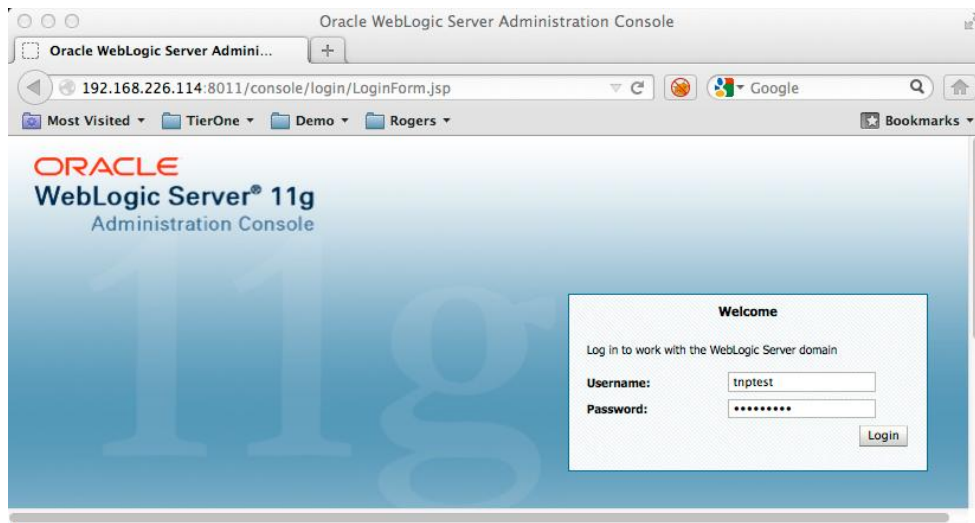 Oracle WebLogic Server Administration Console
Oracle WebLogic Server Admini...
192.168.226.114:8011/console/login/LoginForm.jsp
Google
Most Visited TierOne Demo Rogers Bookmarks
ORACLE
WebLogic Server® 11g
Administration Console
11g
Welcome
Log in to work with the WebLogic Server domain
Username: tnptest
Password: •••••••••
Login